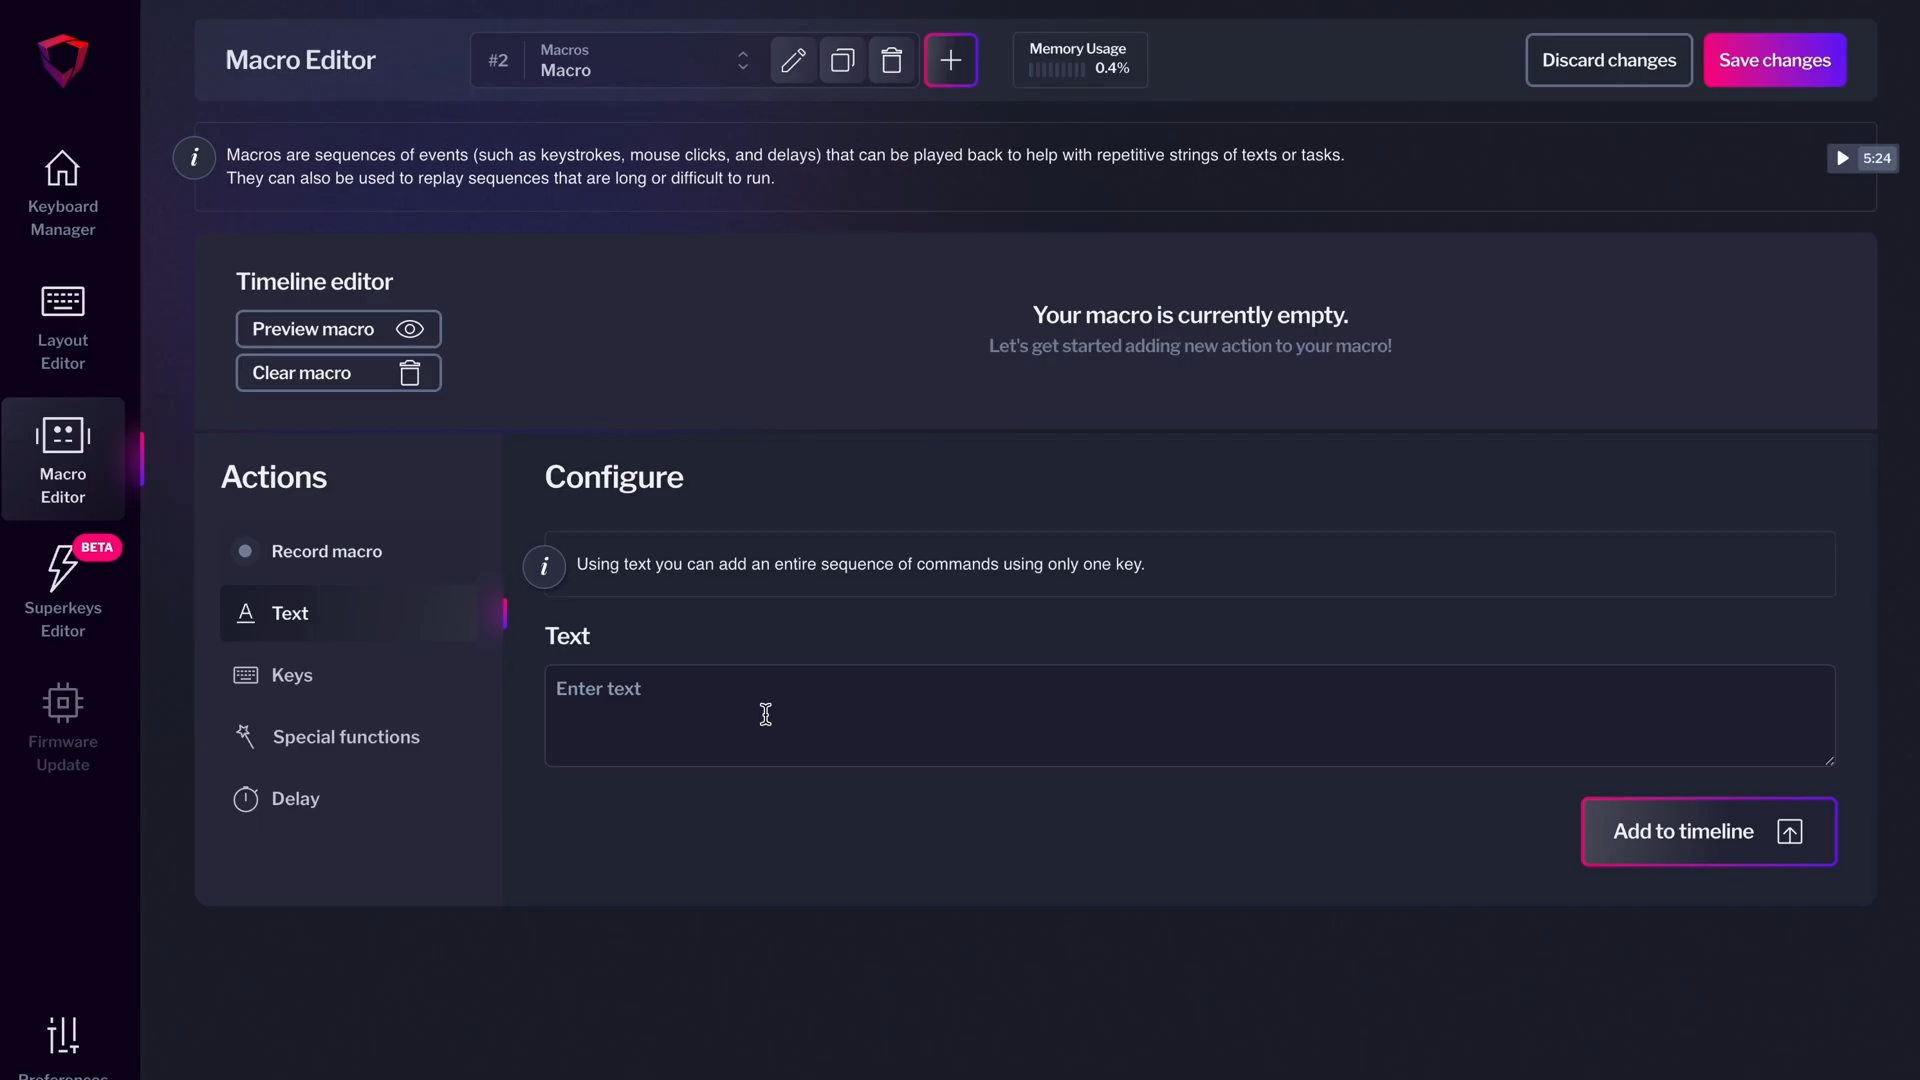 Macro Editor
#2
Macros
Macro
Memory Usage
0.4%
Discard changes
Save changes
i
Macros are sequences of events (such as keystrokes, mouse clicks, and delays) that can be played back to help with repetitive strings of texts or tasks.
They can also be used to replay sequences that are long or difficult to run.
5:24
Keyboard
Manager
Layout
Editor
Macro
Editor
BETA
Superkeys
Editor
Firmware
Update
Preferences
Timeline editor
Preview macro
Clear macro
Your macro is currently empty.
Let's get started adding new action to your macro!
Actions
Record macro
A
Text
Keys
Special functions
Delay
Configure
i
Using text you can add an entire sequence of commands using only one key.
Text
Enter text
Add to timeline